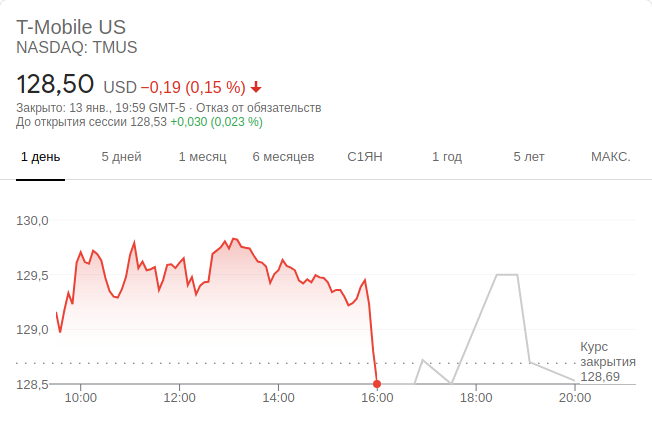 T-Mobile US
NASDAQ: TMUS
128,50 USD −0,19 (0,15 %)
Закрыто: 13 янв., 19:59 GMT-5 · Отказ от обязательств
До открытия сессии 128,53 +0,030 (0,023 %)
1 день 5 дней 1 месяц 6 месяцев С1ЯН 1 год 5 лет МАКС.
130,0
129,5
129,0
Курс
закрытия
128,69
128,5
10:00 12:00 14:00 16:00 18:00 20:00